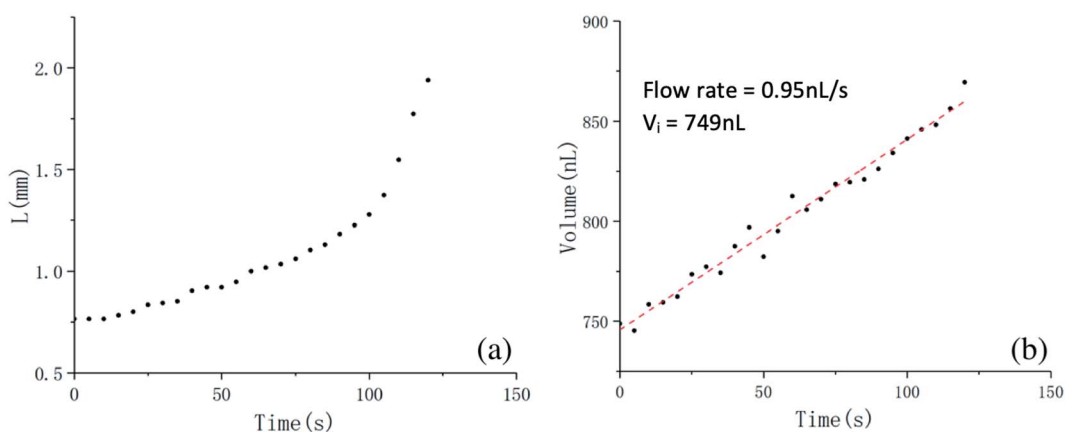 L(mm)
2.0
1.5
1.0
0.5
0
50
100
150
Time(s)
(a)
Volume(nL)
900
850
800
750
0
50
100
150
Time(s)
Flow rate = 0.95nL/s
Vᵢ = 749nL
(b)